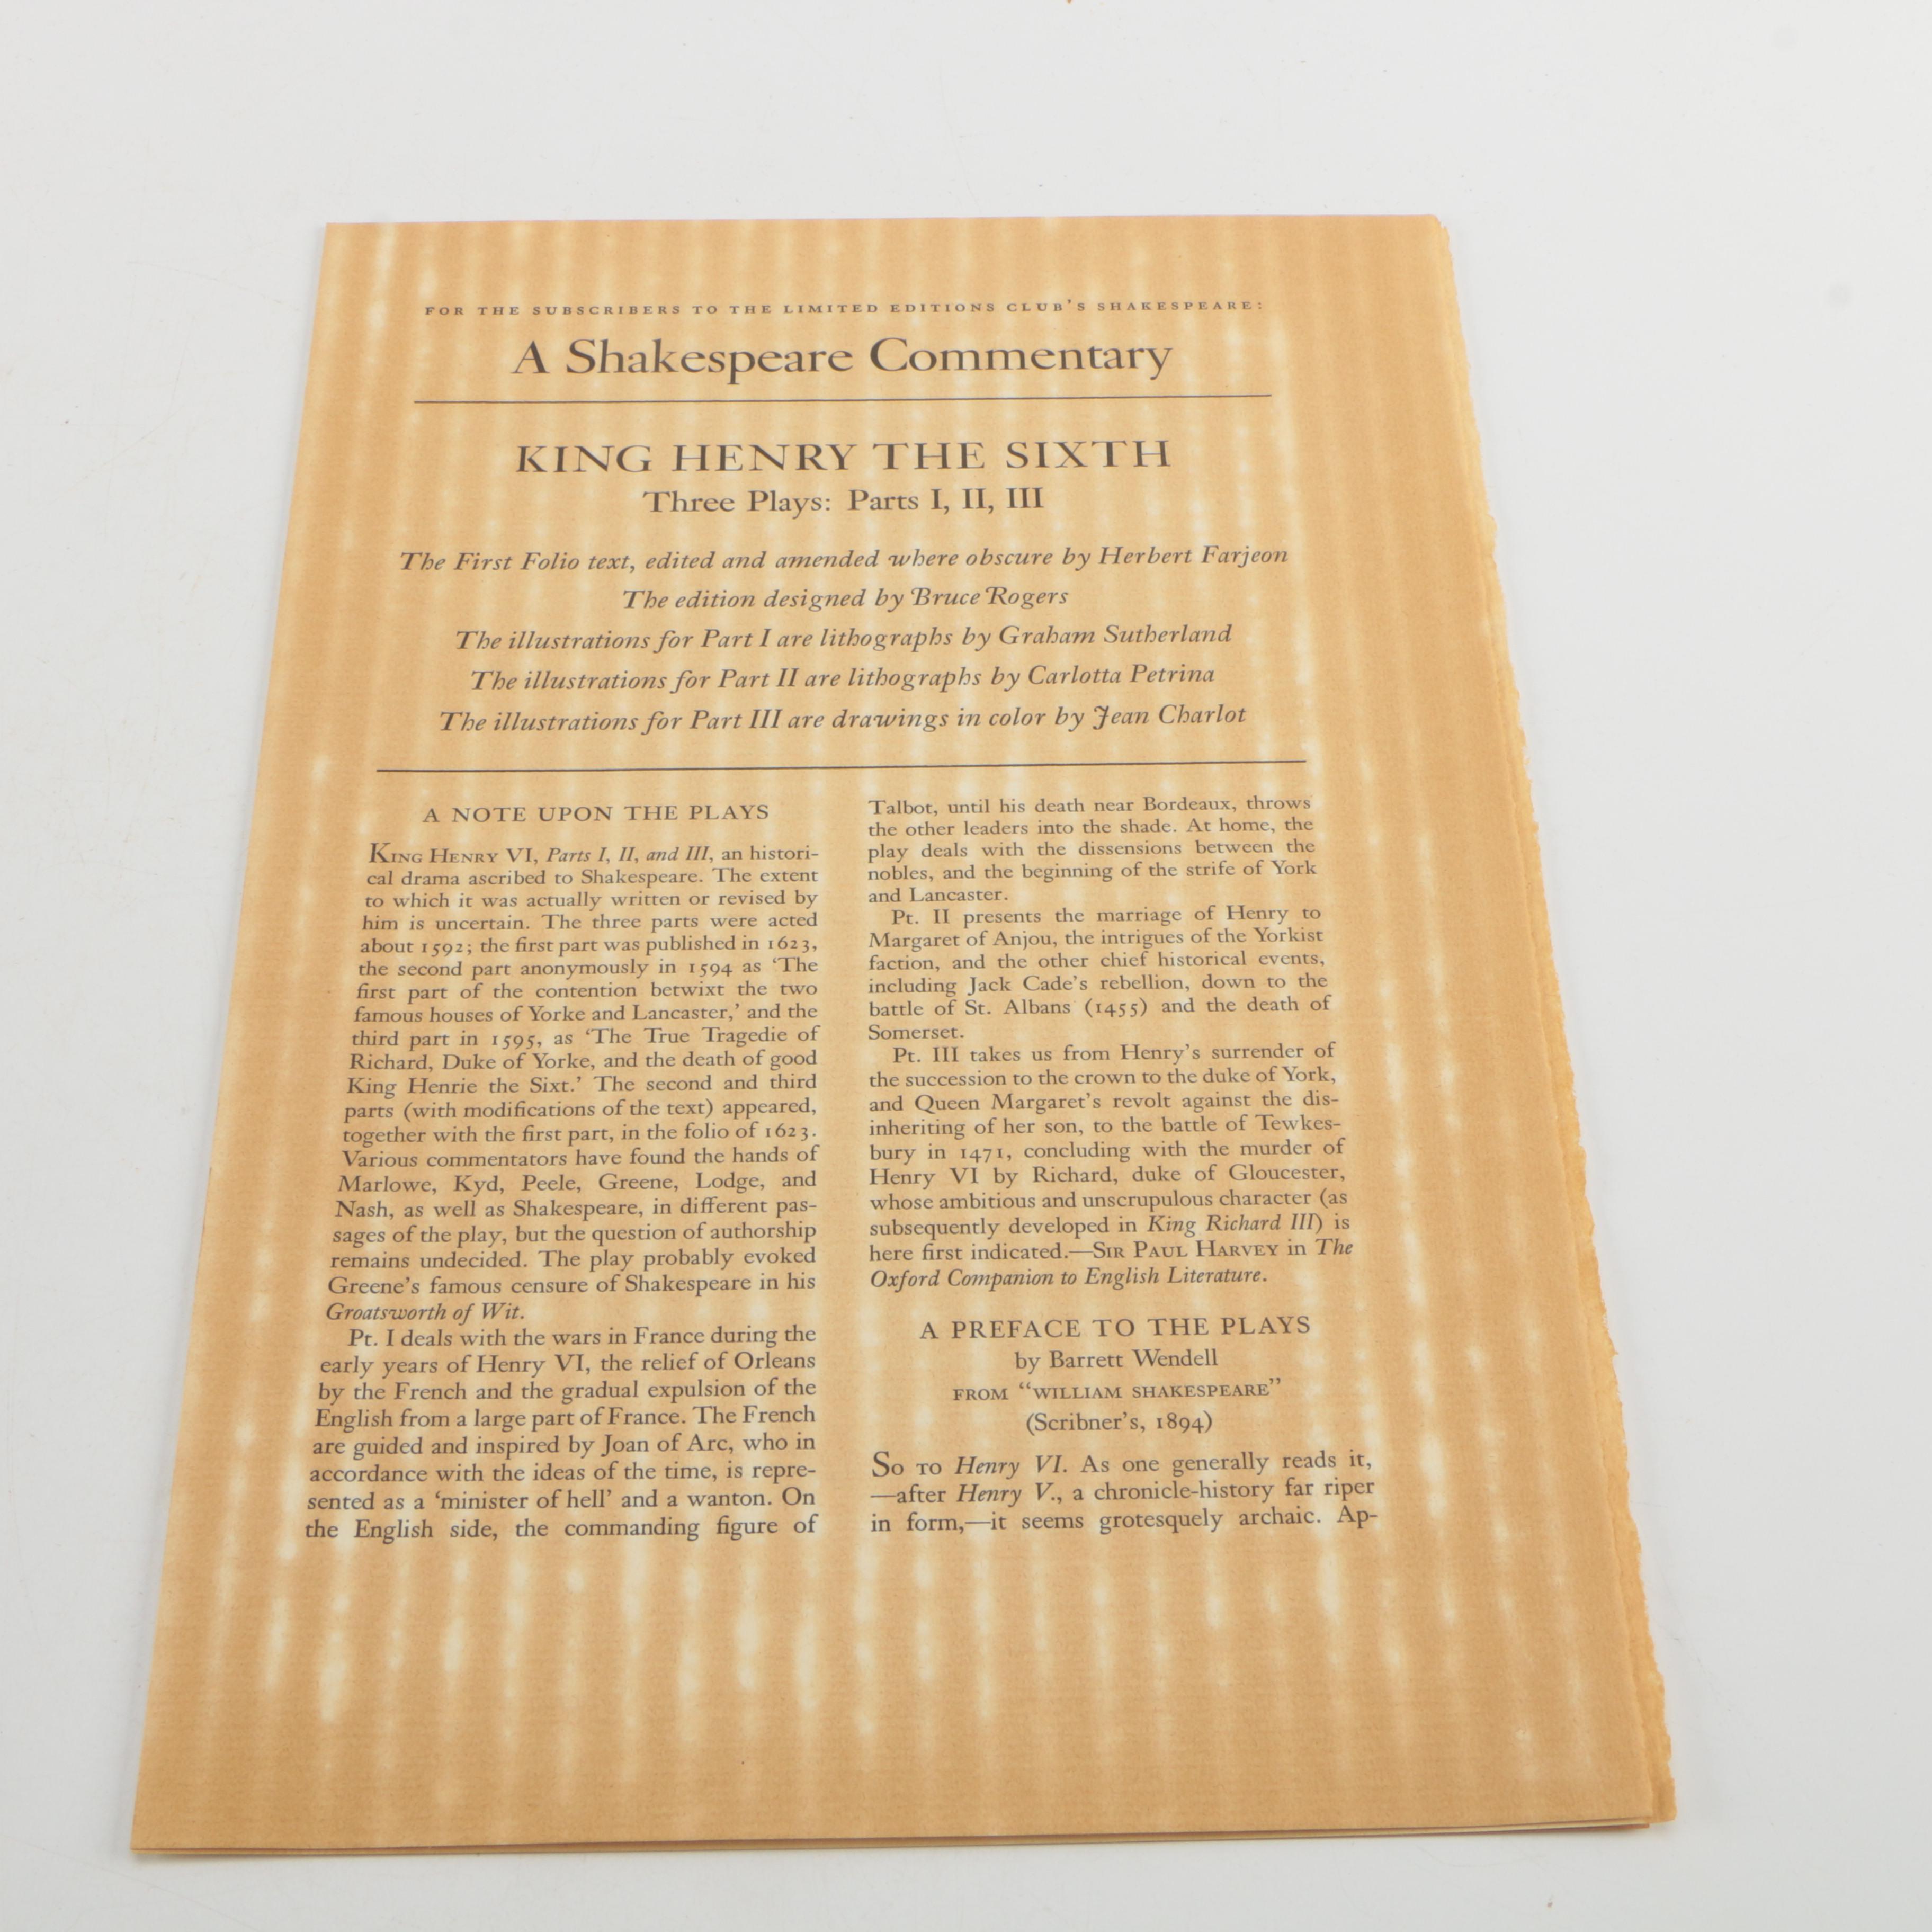 FOR THE SUBSCRIBERS TO THE LIMITED EDITIONS CLUB'S SHAKESPEARE:
A Shakespeare Commentary
KING HENRY THE SIXTH
Three Plays: Parts I, II, III
The First Folio text, edited and amended where obscure by Herbert Farjeon
The edition designed by Bruce Rogers
The illustrations for Part I are lithographs by Graham Sutherland
The illustrations for Part II are lithographs by Carlotta Petrina
The illustrations for Part III are drawings in color by Jean Charlot
A NOTE UPON THE PLAYS
KING HENRY VI, Parts I, II, and III, an histori-
cal drama ascribed to Shakespeare. The extent
to which it was actually written or revised by
him is uncertain. The three parts were acted
about 1592; the first part was published in 1623,
the second part anonymously in 1594 as ‘The
first part of the contention betwixt the two
famous houses of Yorke and Lancaster,’ and the
third part in 1595, as ‘The True Tragedie of
Richard, Duke of Yorke, and the death of good
King Henrie the Sixt.’ The second and third
parts (with modifications of the text) appeared,
together with the first part, in the folio of 1623.
Various commentators have found the hands of
Marlowe, Kyd, Peele, Greene, Lodge, and
Nash, as well as Shakespeare, in different pas-
sages of the play, but the question of authorship
remains undecided. The play probably evoked
Greene's famous censure of Shakespeare in his
Groatsworth of Wit.
Pt. I deals with the wars in France during the
early years of Henry VI, the relief of Orleans
by the French and the gradual expulsion of the
English from a large part of France. The French
are guided and inspired by Joan of Arc, who in
accordance with the ideas of the time, is repre-
sented as a ‘minister of hell’ and a wanton. On
the English side, the commanding figure of
Talbot, until his death near Bordeaux, throws
the other leaders into the shade. At home, the
play deals with the dissensions between the
nobles, and the beginning of the strife of York
and Lancaster.
Pt. II presents the marriage of Henry to
Margaret of Anjou, the intrigues of the Yorkist
faction, and the other chief historical events,
including Jack Cade's rebellion, down to the
battle of St. Albans (1455) and the death of
Somerset.
Pt. III takes us from Henry's surrender of
the succession to the crown to the duke of York,
and Queen Margaret's revolt against the dis-
inheriting of her son, to the battle of Tewkes-
bury in 1471, concluding with the murder of
Henry VI by Richard, duke of Gloucester,
whose ambitious and unscrupulous character (as
subsequently developed in King Richard III) is
here first indicated.—SIR PAUL HARVEY in The
Oxford Companion to English Literature.
A PREFACE TO THE PLAYS
by Barrett Wendell
FROM “WILLIAM SHAKESPEARE”
(Scribner's, 1894)
SO TO Henry VI. As one generally reads it,
—after Henry V., a chronicle-history far riper
in form,—it seems grotesquely archaic. Ap-